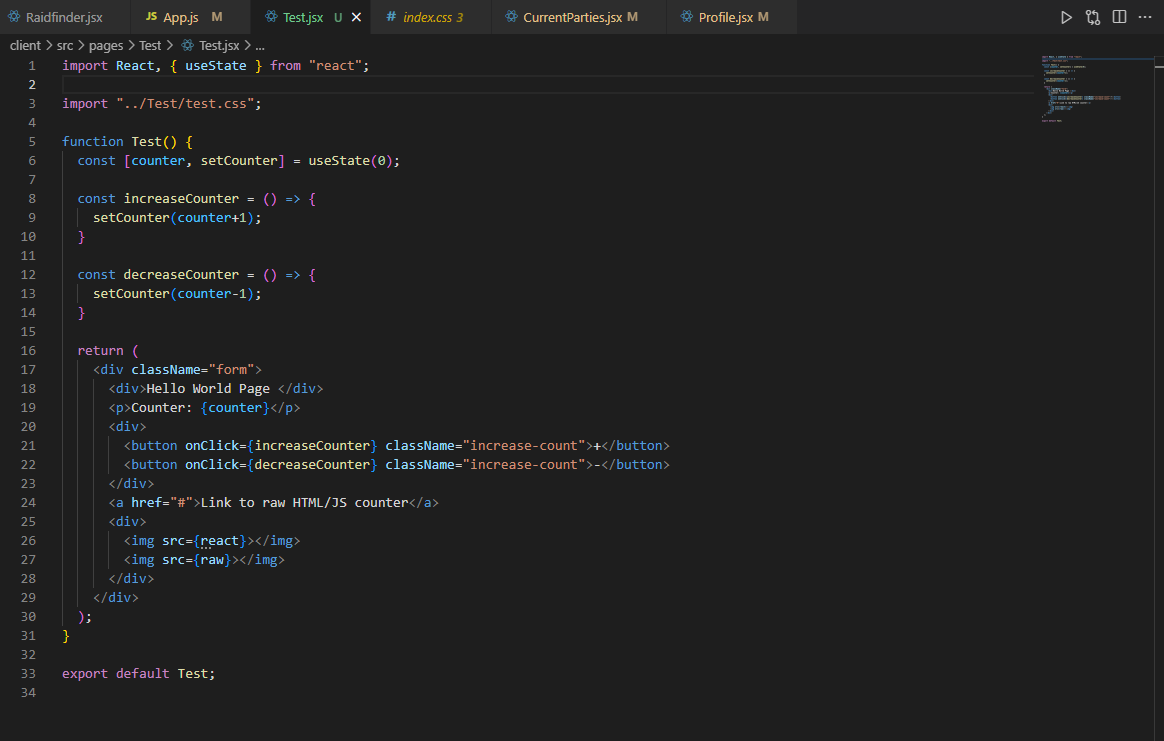 Raidfinder.jsx JS App.js M Test.jsx U # index.css 3 CurrentParties.jsx M Profile.jsx M
client > src > pages > Test > Test.jsx > ...
1 import React, { useState } from "react";
2
3 import "../Test/test.css";
4
5 function Test() {
6 const [counter, setCounter] = useState(0);
7
8 const increaseCounter = () => {
9 setCounter(counter+1);
10 }
11
12 const decreaseCounter = () => {
13 setCounter(counter-1);
14 }
15
16 return (
17 <div className="form">
18 <div>Hello World Page </div>
19 <p>Counter: {counter}</p>
20 <div>
21 <button onClick={increaseCounter} className="increase-count">+</button>
22 <button onClick={decreaseCounter} className="increase-count">-</button>
23 </div>
24 <a href="#">Link to raw HTML/JS counter</a>
25 <div>
26 <img src={react}></img>
27 <img src={raw}></img>
28 </div>
29 </div>
30 );
31 }
32
33 export default Test;
34